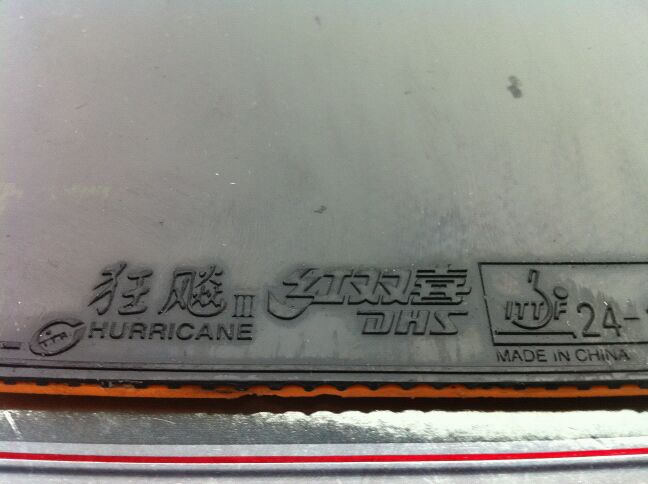 狂飚 III 红双喜
HURRICANE DHS
ITTF 24-
MADE IN CHINA